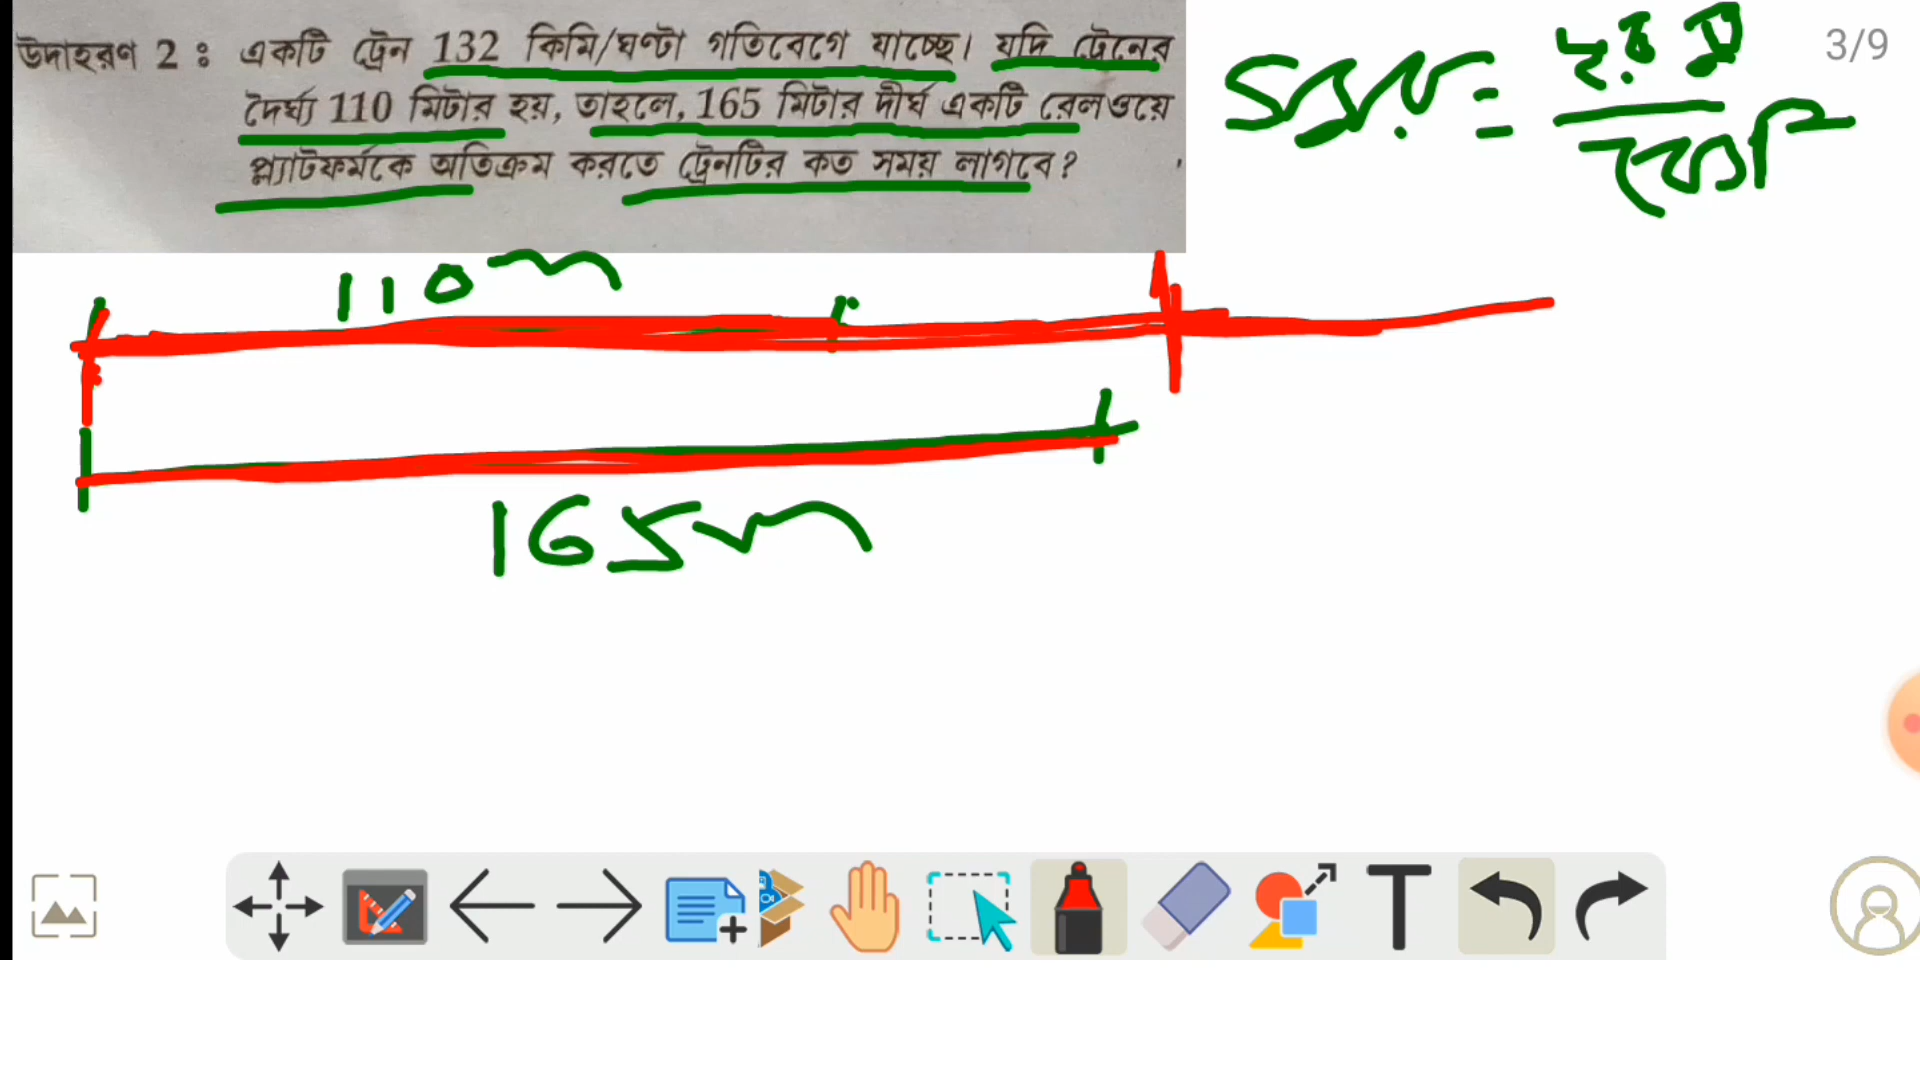 উদাহরণ 2 : একটি ট্রেন 132 কিমি/ঘণ্টা গতিবেগে যাচ্ছে। যদি ট্রেনের
দৈর্ঘ্য 110 মিটার হয়, তাহলে, 165 মিটার দীর্ঘ একটি রেলওয়ে
প্ল্যাটফর্মকে অতিক্রম করতে ট্রেনটির কত সময় লাগবে?
=
3/9
110m
165m
T